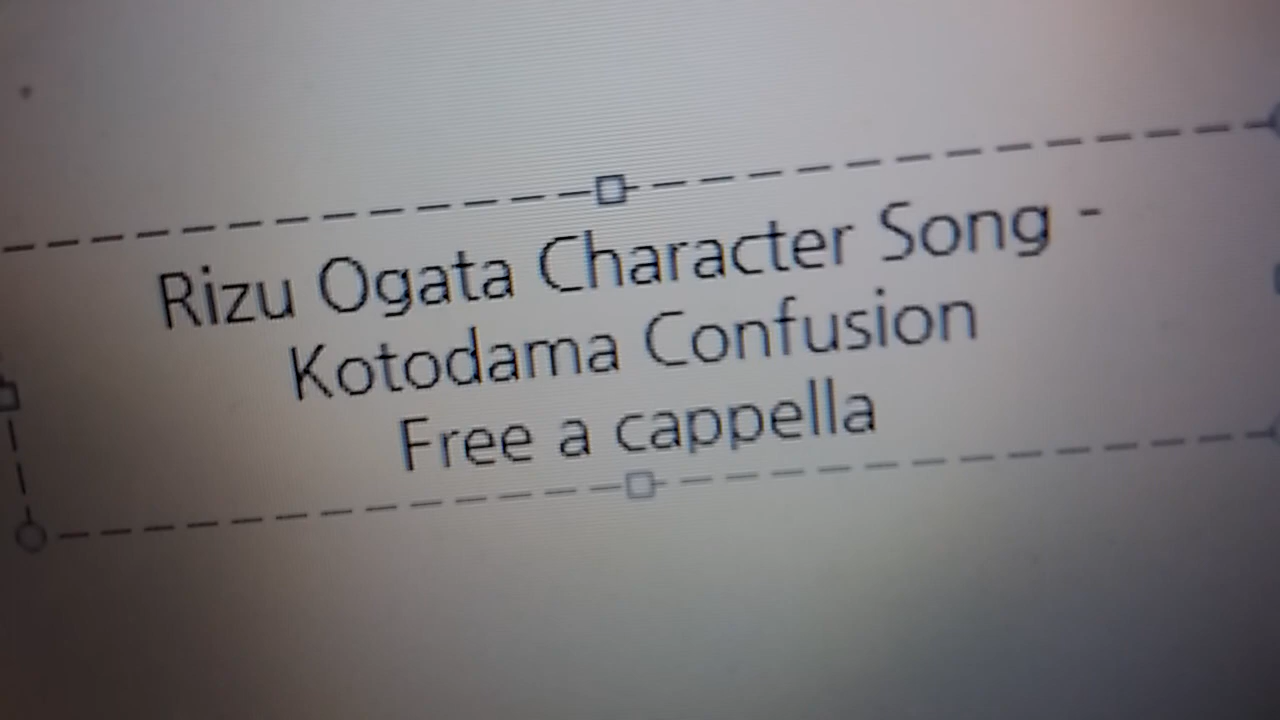 Rizu Ogata Character Song -
Kotodama Confusion
Free a cappella